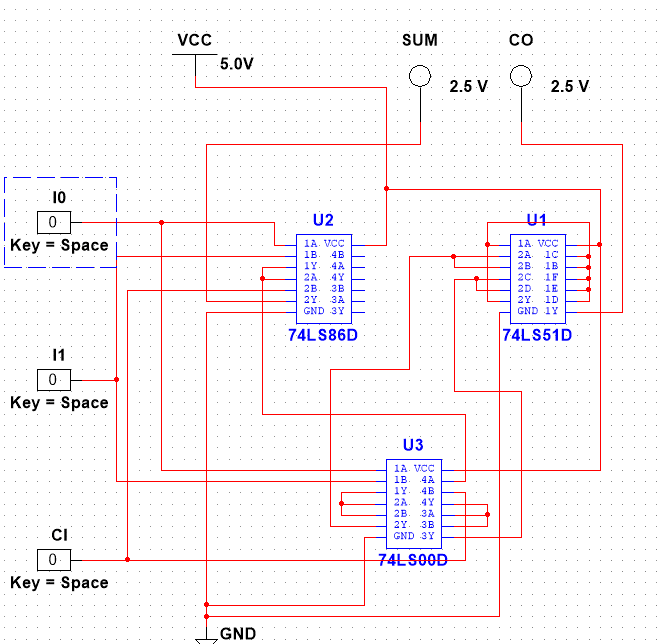 VCC
5.0V
SUM
2.5 V
CO
2.5 V
I0
0
Key = Space
U2
1A VCC
1B 4B
1Y 4A
2A 4Y
2B 3B
2Y 3A
GND 3Y
74LS86D
U1
1A VCC
2A 1C
2B 1B
2C 1F
2D 1E
2Y 1D
GND 1Y
74LS51D
I1
0
Key = Space
U3
1A VCC
1B 4A
1Y 4B
2A 4Y
2B 3A
2Y 3B
GND 3Y
74LS00D
CI
0
Key = Space
GND